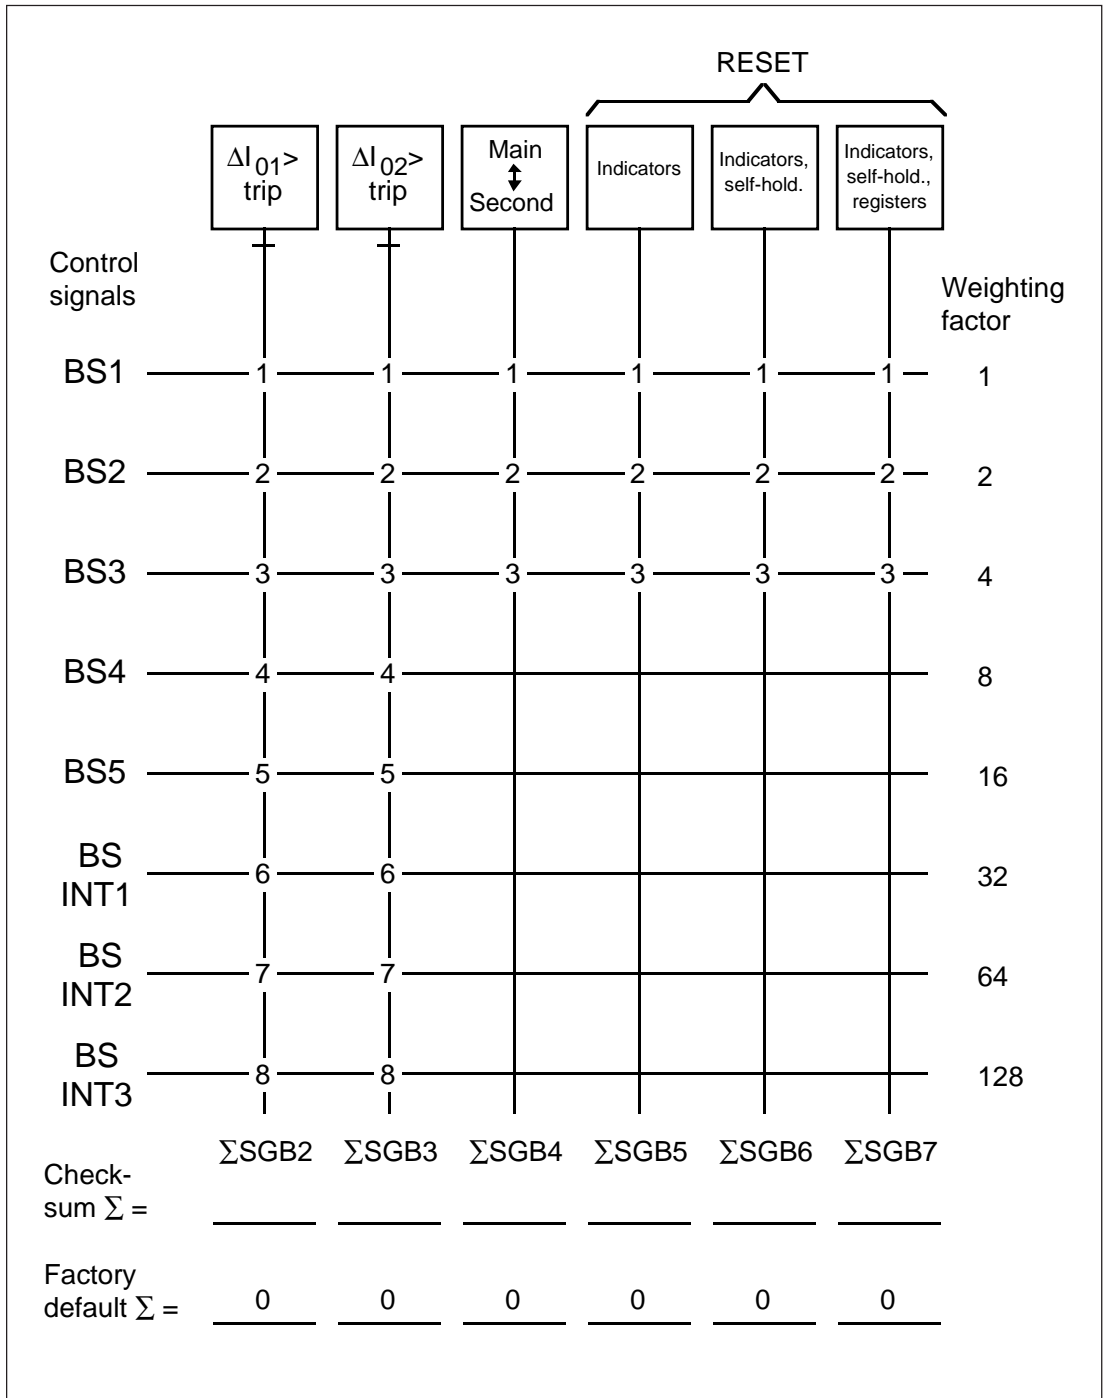 RESET
ΔI01> trip
ΔI02> trip
Main
Second
Indicators
Indicators, self-hold.
Indicators, self-hold., registers
Control signals
Weighting factor
BS1 1 1 1 1 1 1 1
BS2 2 2 2 2 2 2 2
BS3 3 3 3 3 3 3 4
BS4 4 4 8
BS5 5 5 16
BS INT1 6 6 32
BS INT2 7 7 64
BS INT3 8 8 128
ΣSGB2 ΣSGB3 ΣSGB4 ΣSGB5 ΣSGB6 ΣSGB7
Check-
sum Σ =
Factory
default Σ = 0 0 0 0 0 0